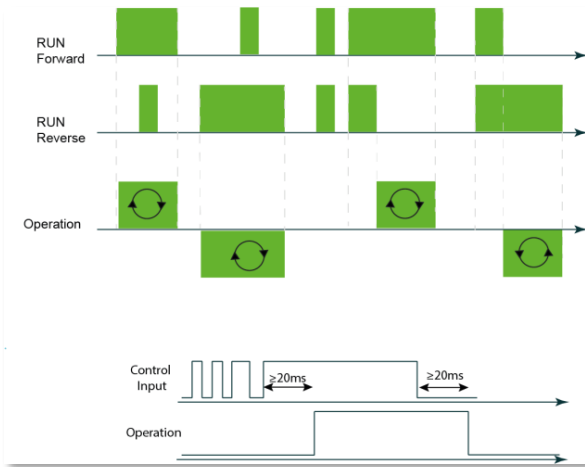 RUN
Forward
RUN
Reverse
Operation
Control
Input
≥20ms
≥20ms
Operation